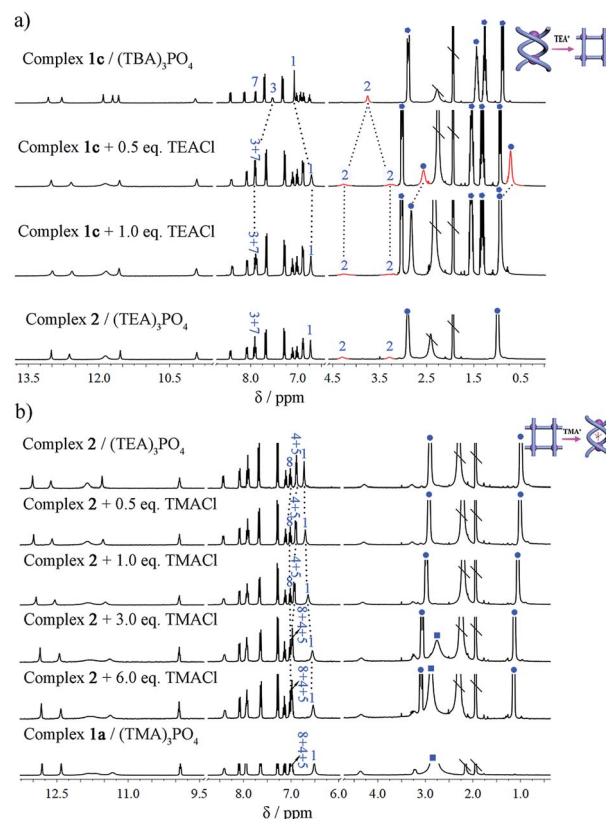 a)
TEA⁺
Complex 1c / (TBA)₃PO₄
7
3
1
2
Complex 1c + 0.5 eq. TEACl
3+7
1
2
2
Complex 1c + 1.0 eq. TEACl
3+7
1
2
2
Complex 2 / (TEA)₃PO₄
3+7
1
2
2
13.5 12.0 10.5 8.0 7.0 6.0 4.5 3.5 2.5 1.5 0.5
δ / ppm δ / ppm
b)
TMA⁺
Complex 2 / (TEA)₃PO₄
8
4+5
1
Complex 2 + 0.5 eq. TMACl
8
4+5
1
Complex 2 + 1.0 eq. TMACl
8
4+5
1
Complex 2 + 3.0 eq. TMACl
8+4+5
1
Complex 2 + 6.0 eq. TMACl
8+4+5
1
Complex 1a / (TMA)₃PO₄
8+4+5
1
12.5 11.0 9.5 8.0 7.0 6.0 4.0 3.0 2.0 1.0
δ / ppm δ / ppm